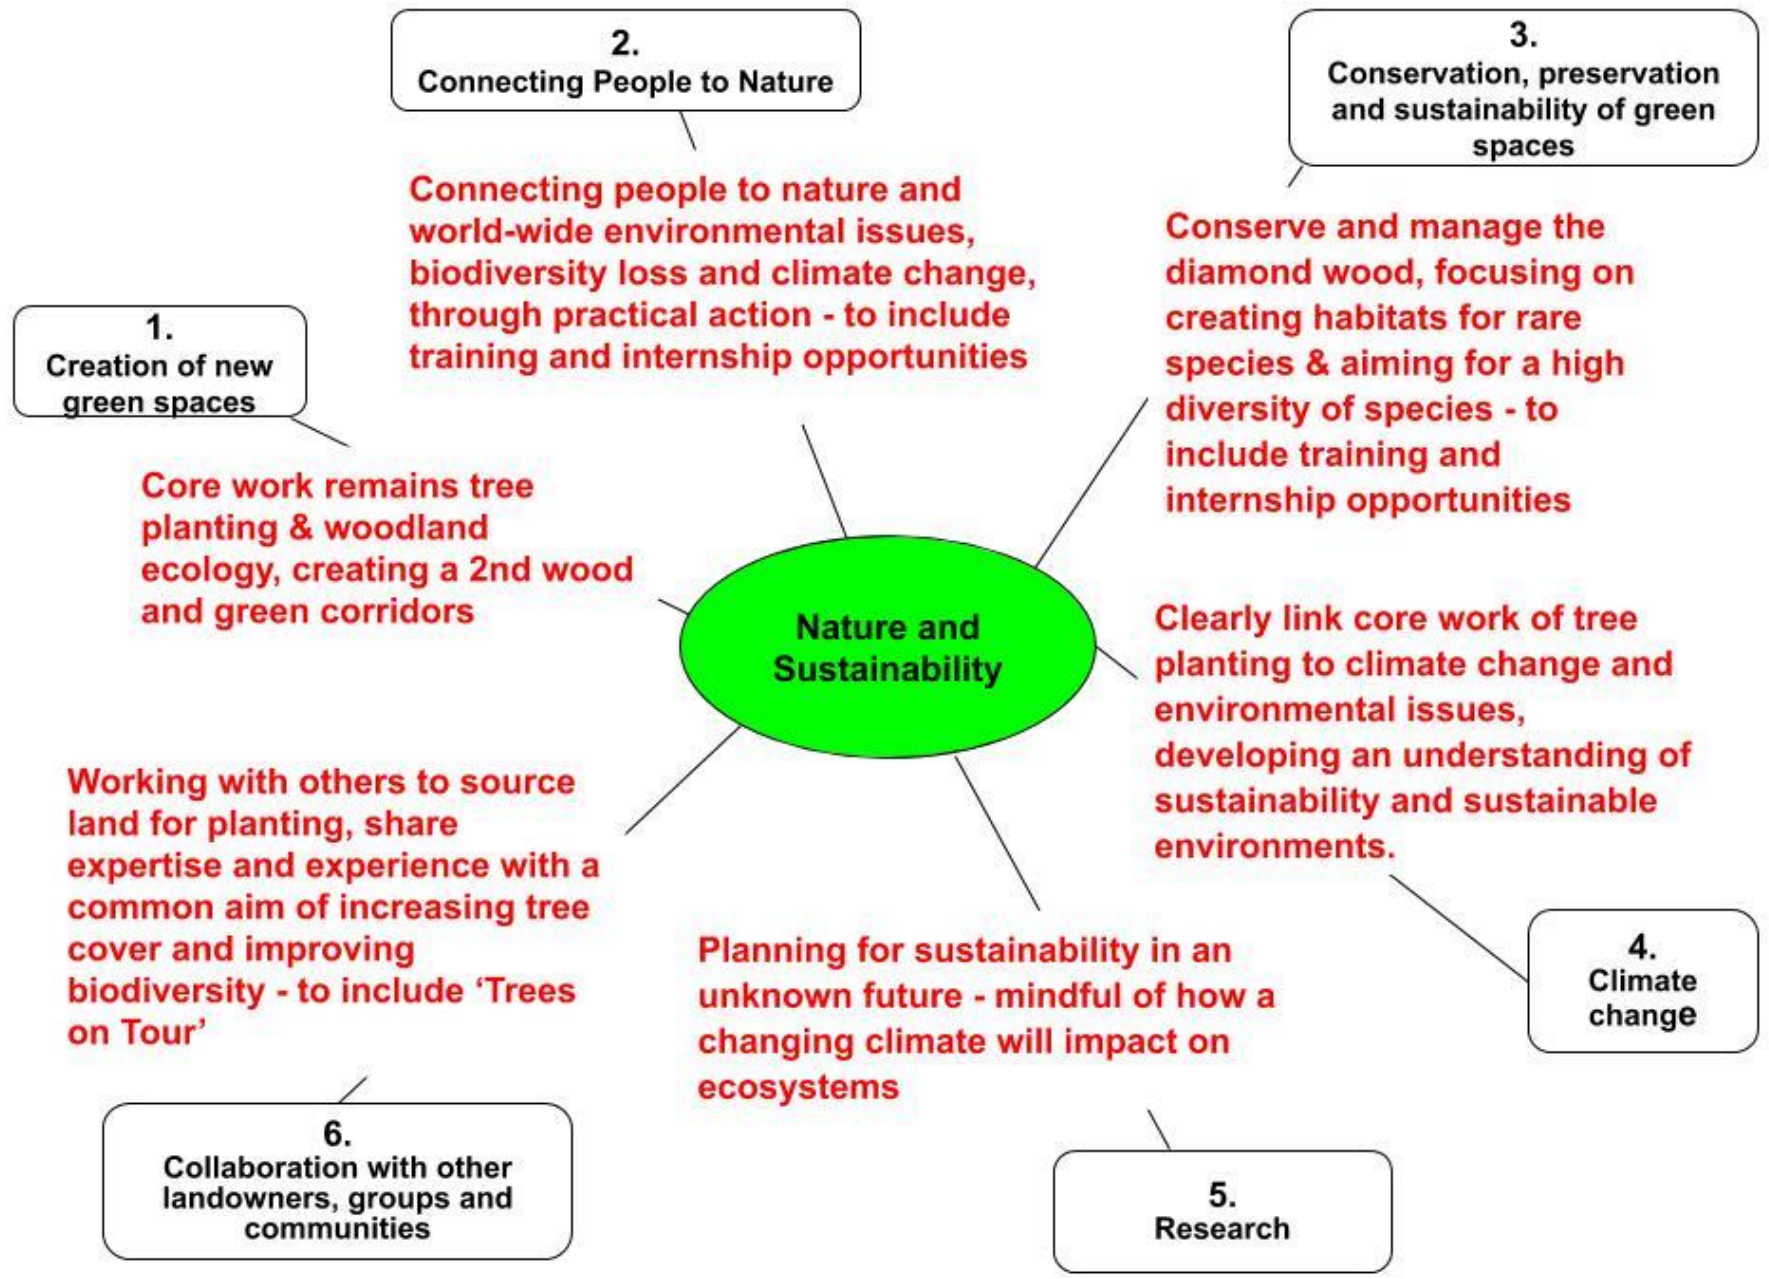 2.
Connecting People to Nature
3.
Conservation, preservation
and sustainability of green
spaces
Connecting people to nature and
world-wide environmental issues,
biodiversity loss and climate change,
through practical action - to include
training and internship opportunities
Conserve and manage the
diamond wood, focusing on
creating habitats for rare
species & aiming for a high
diversity of species - to
include training and
internship opportunities
1.
Creation of new
green spaces
Core work remains tree
planting & woodland
ecology, creating a 2nd wood
and green corridors
Nature and
Sustainability
Clearly link core work of tree
planting to climate change and
environmental issues,
developing an understanding of
sustainability and sustainable
environments.
4.
Climate
change
Working with others to source
land for planting, share
expertise and experience with a
common aim of increasing tree
cover and improving
biodiversity - to include ‘Trees
on Tour’
6.
Collaboration with other
landowners, groups and
communities
Planning for sustainability in an
unknown future - mindful of how a
changing climate will impact on
ecosystems
5.
Research